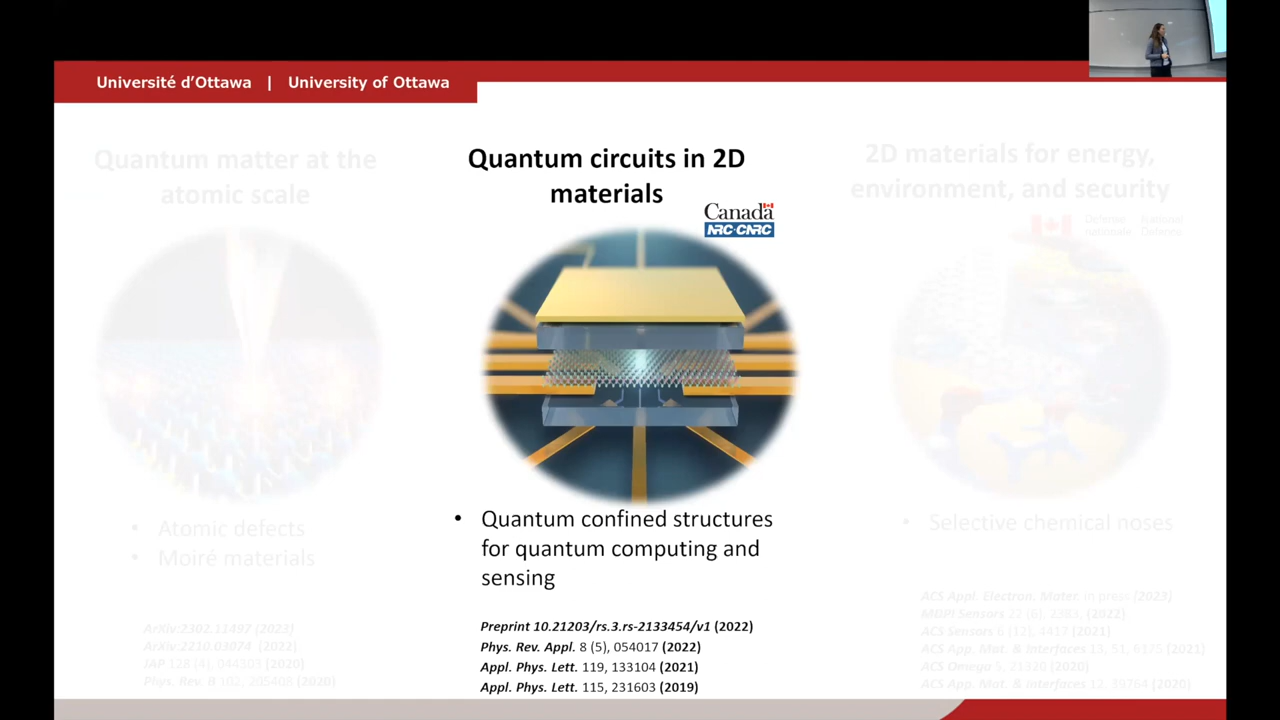 Université d'Ottawa | University of Ottawa
Quantum matter at the
atomic scale
Quantum circuits in 2D
materials
2D materials for energy,
environment, and security
Canada
NRC·CNRC
Défense National
nationale Defence
• Atomic defects
• Moiré materials
• Quantum confined structures
for quantum computing and
sensing
• Selective chemical noses
ArXiv:2302.11497 (2023)
ArXiv:2210.03074 (2022)
JAP 128 (4), 044303 (2020)
Phys. Rev. B 102, 205408 (2020)
Preprint 10.21203/rs.3.rs-2133454/v1 (2022)
Phys. Rev. Appl. 8 (5), 054017 (2022)
Appl. Phys. Lett. 119, 133104 (2021)
Appl. Phys. Lett. 115, 231603 (2019)
ACS Appl. Electron. Mater. in press (2023)
MDPI Sensors 22 (6), 2383, (2022)
ACS Sensors 6 (12), 4417 (2021)
ACS App. Mat. & Interfaces 13, 51, 6175 (2021)
ACS Omega 5, 21320 (2020)
ACS App. Mat. & Interfaces 12, 39764 (2020)